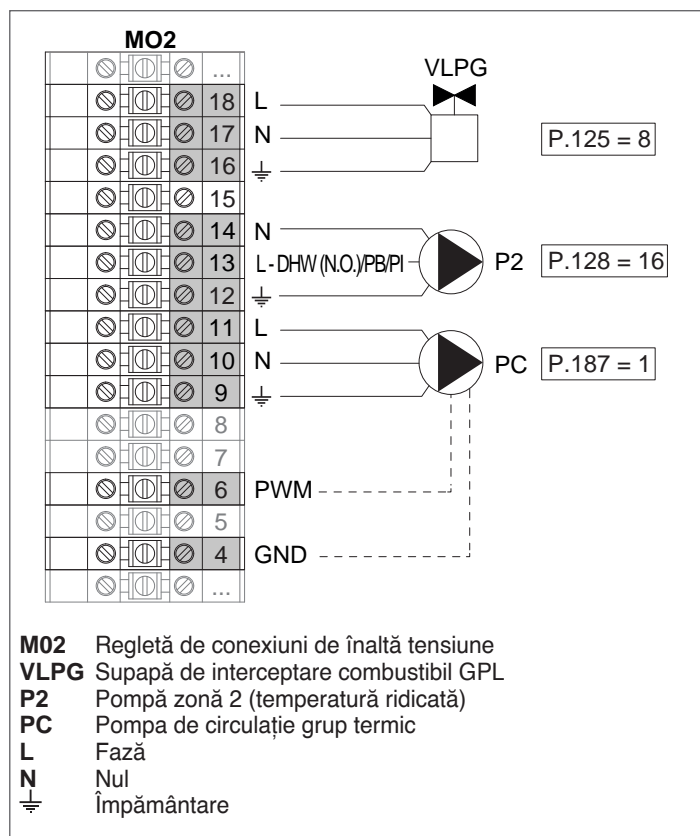 MO2
VLPG
...
18 L
17 N
P.125 = 8
16 ⏚
15
14 N
13 L - DHW (N.O.)/PB/PI P2 P.128 = 16
12 ⏚
11 L
10 N PC P.187 = 1
9 ⏚
8
7
6 PWM
5
4 GND
...
M02 Regletă de conexiuni de înaltă tensiune
VLPG Supapă de interceptare combustibil GPL
P2 Pompă zonă 2 (temperatură ridicată)
PC Pompa de circulație grup termic
L Fază
N Nul
⏚ Împământare